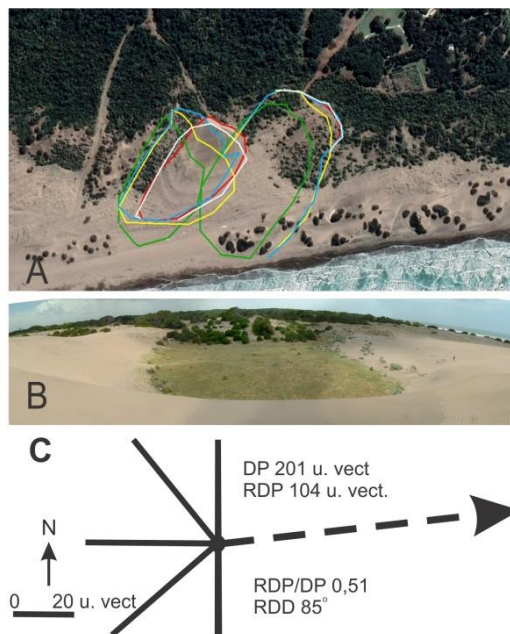 A
B
C
DP 201 u. vect
RDP 104 u. vect.
N
0 20 u. vect
RDP/DP 0,51
RDD 85°